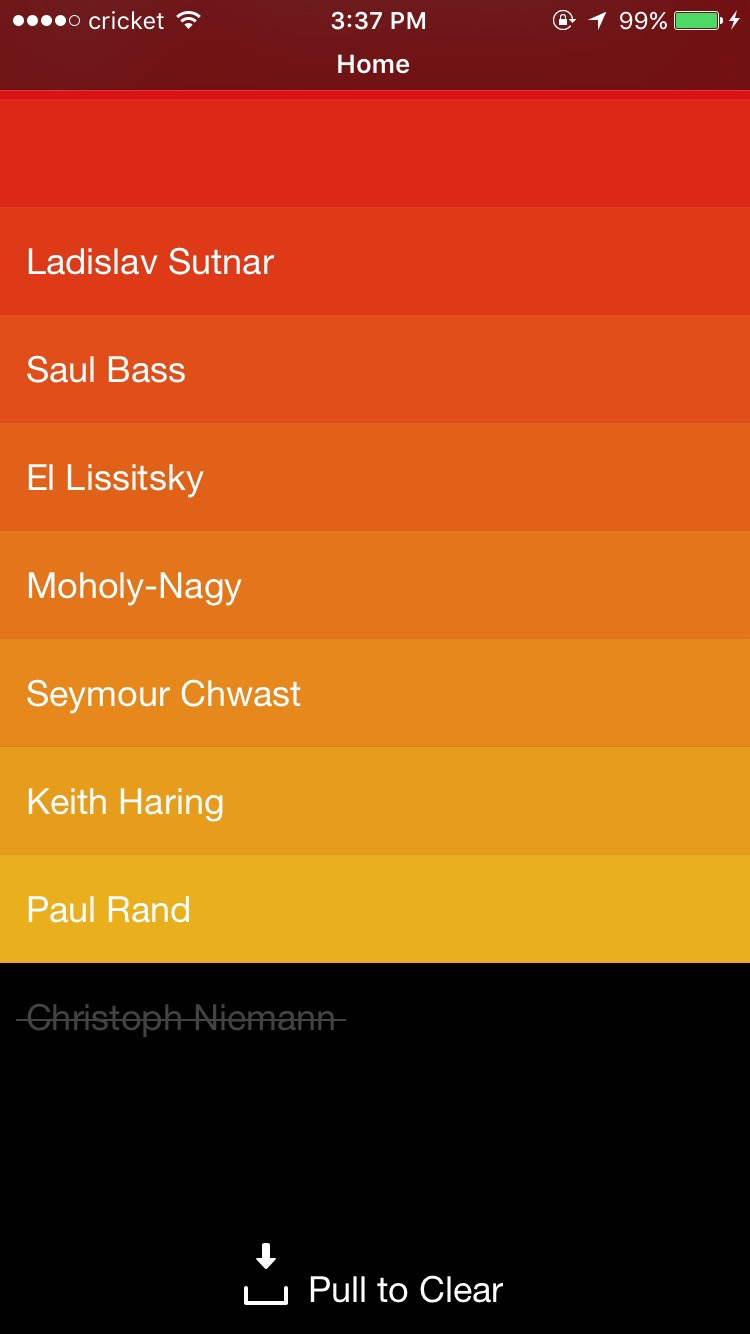 cricket 3:37 PM 99%
Home
Ladislav Sutnar
Saul Bass
El Lissitsky
Moholy-Nagy
Seymour Chwast
Keith Haring
Paul Rand
Christoph Niemann
Pull to Clear